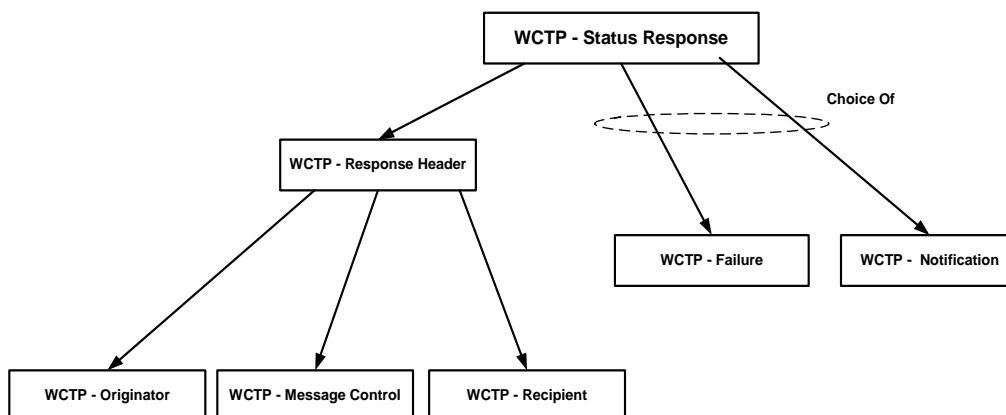 WCTP - Status Response
Choice Of
WCTP - Response Header
WCTP - Failure
WCTP - Notification
WCTP - Originator
WCTP - Message Control
WCTP - Recipient